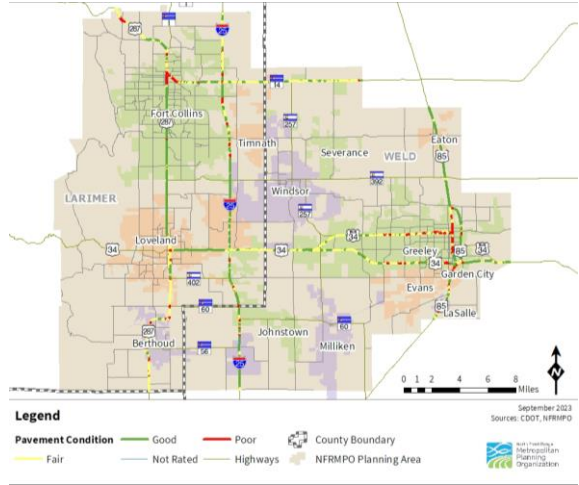 287
25
14
Fort Collins
287
257
Timnath
Eaton
Severance
WELD
85
392
LARIMER
Windsor
25
257
34
Loveland
34
34
Greeley
34
85
34
402
Garden City
Evans
60
85
LaSalle
Johnstown
60
287
Berthoud
56
Milliken
25
N
0 1 2 4 6 8
Miles
Legend
September 2023
Sources: CDOT, NFRMPO
Pavement Condition Good Poor County Boundary
Fair Not Rated Highways NFRMPO Planning Area
Metropolitan
Planning
Organization